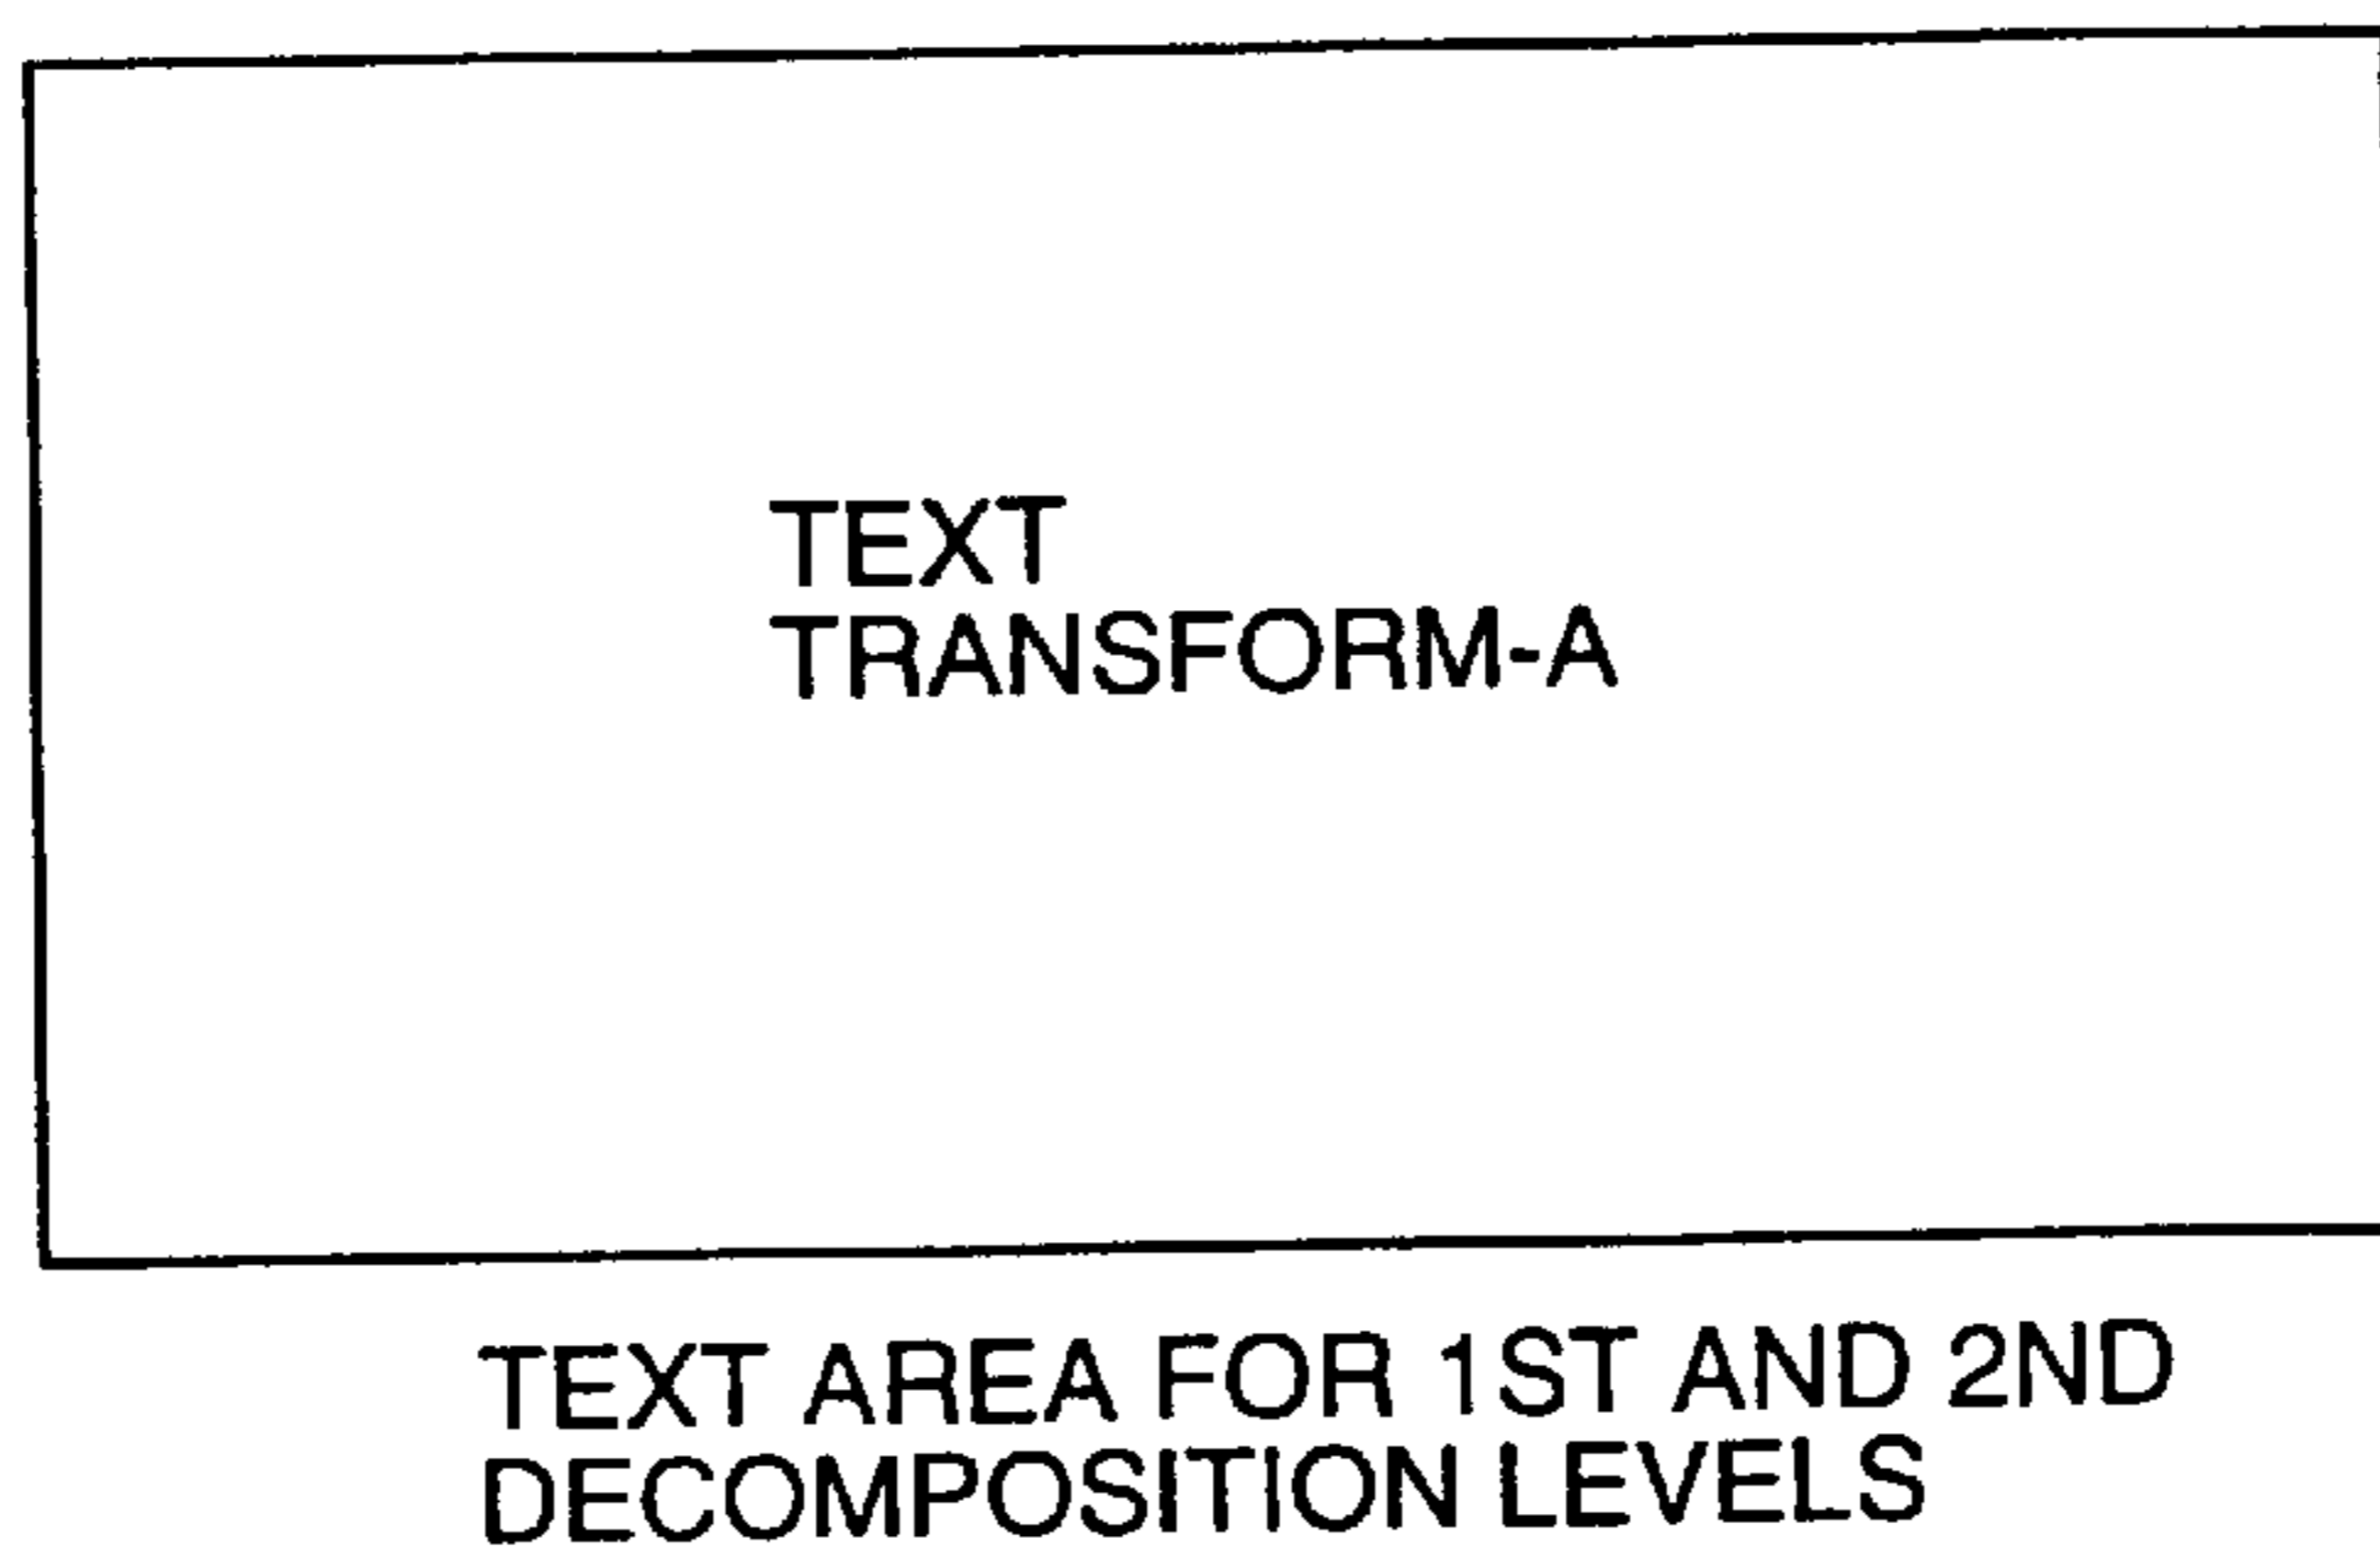 TEXT
TRANSFORM-A
TEXT AREA FOR 1ST AND 2ND
DECOMPOSITION LEVELS